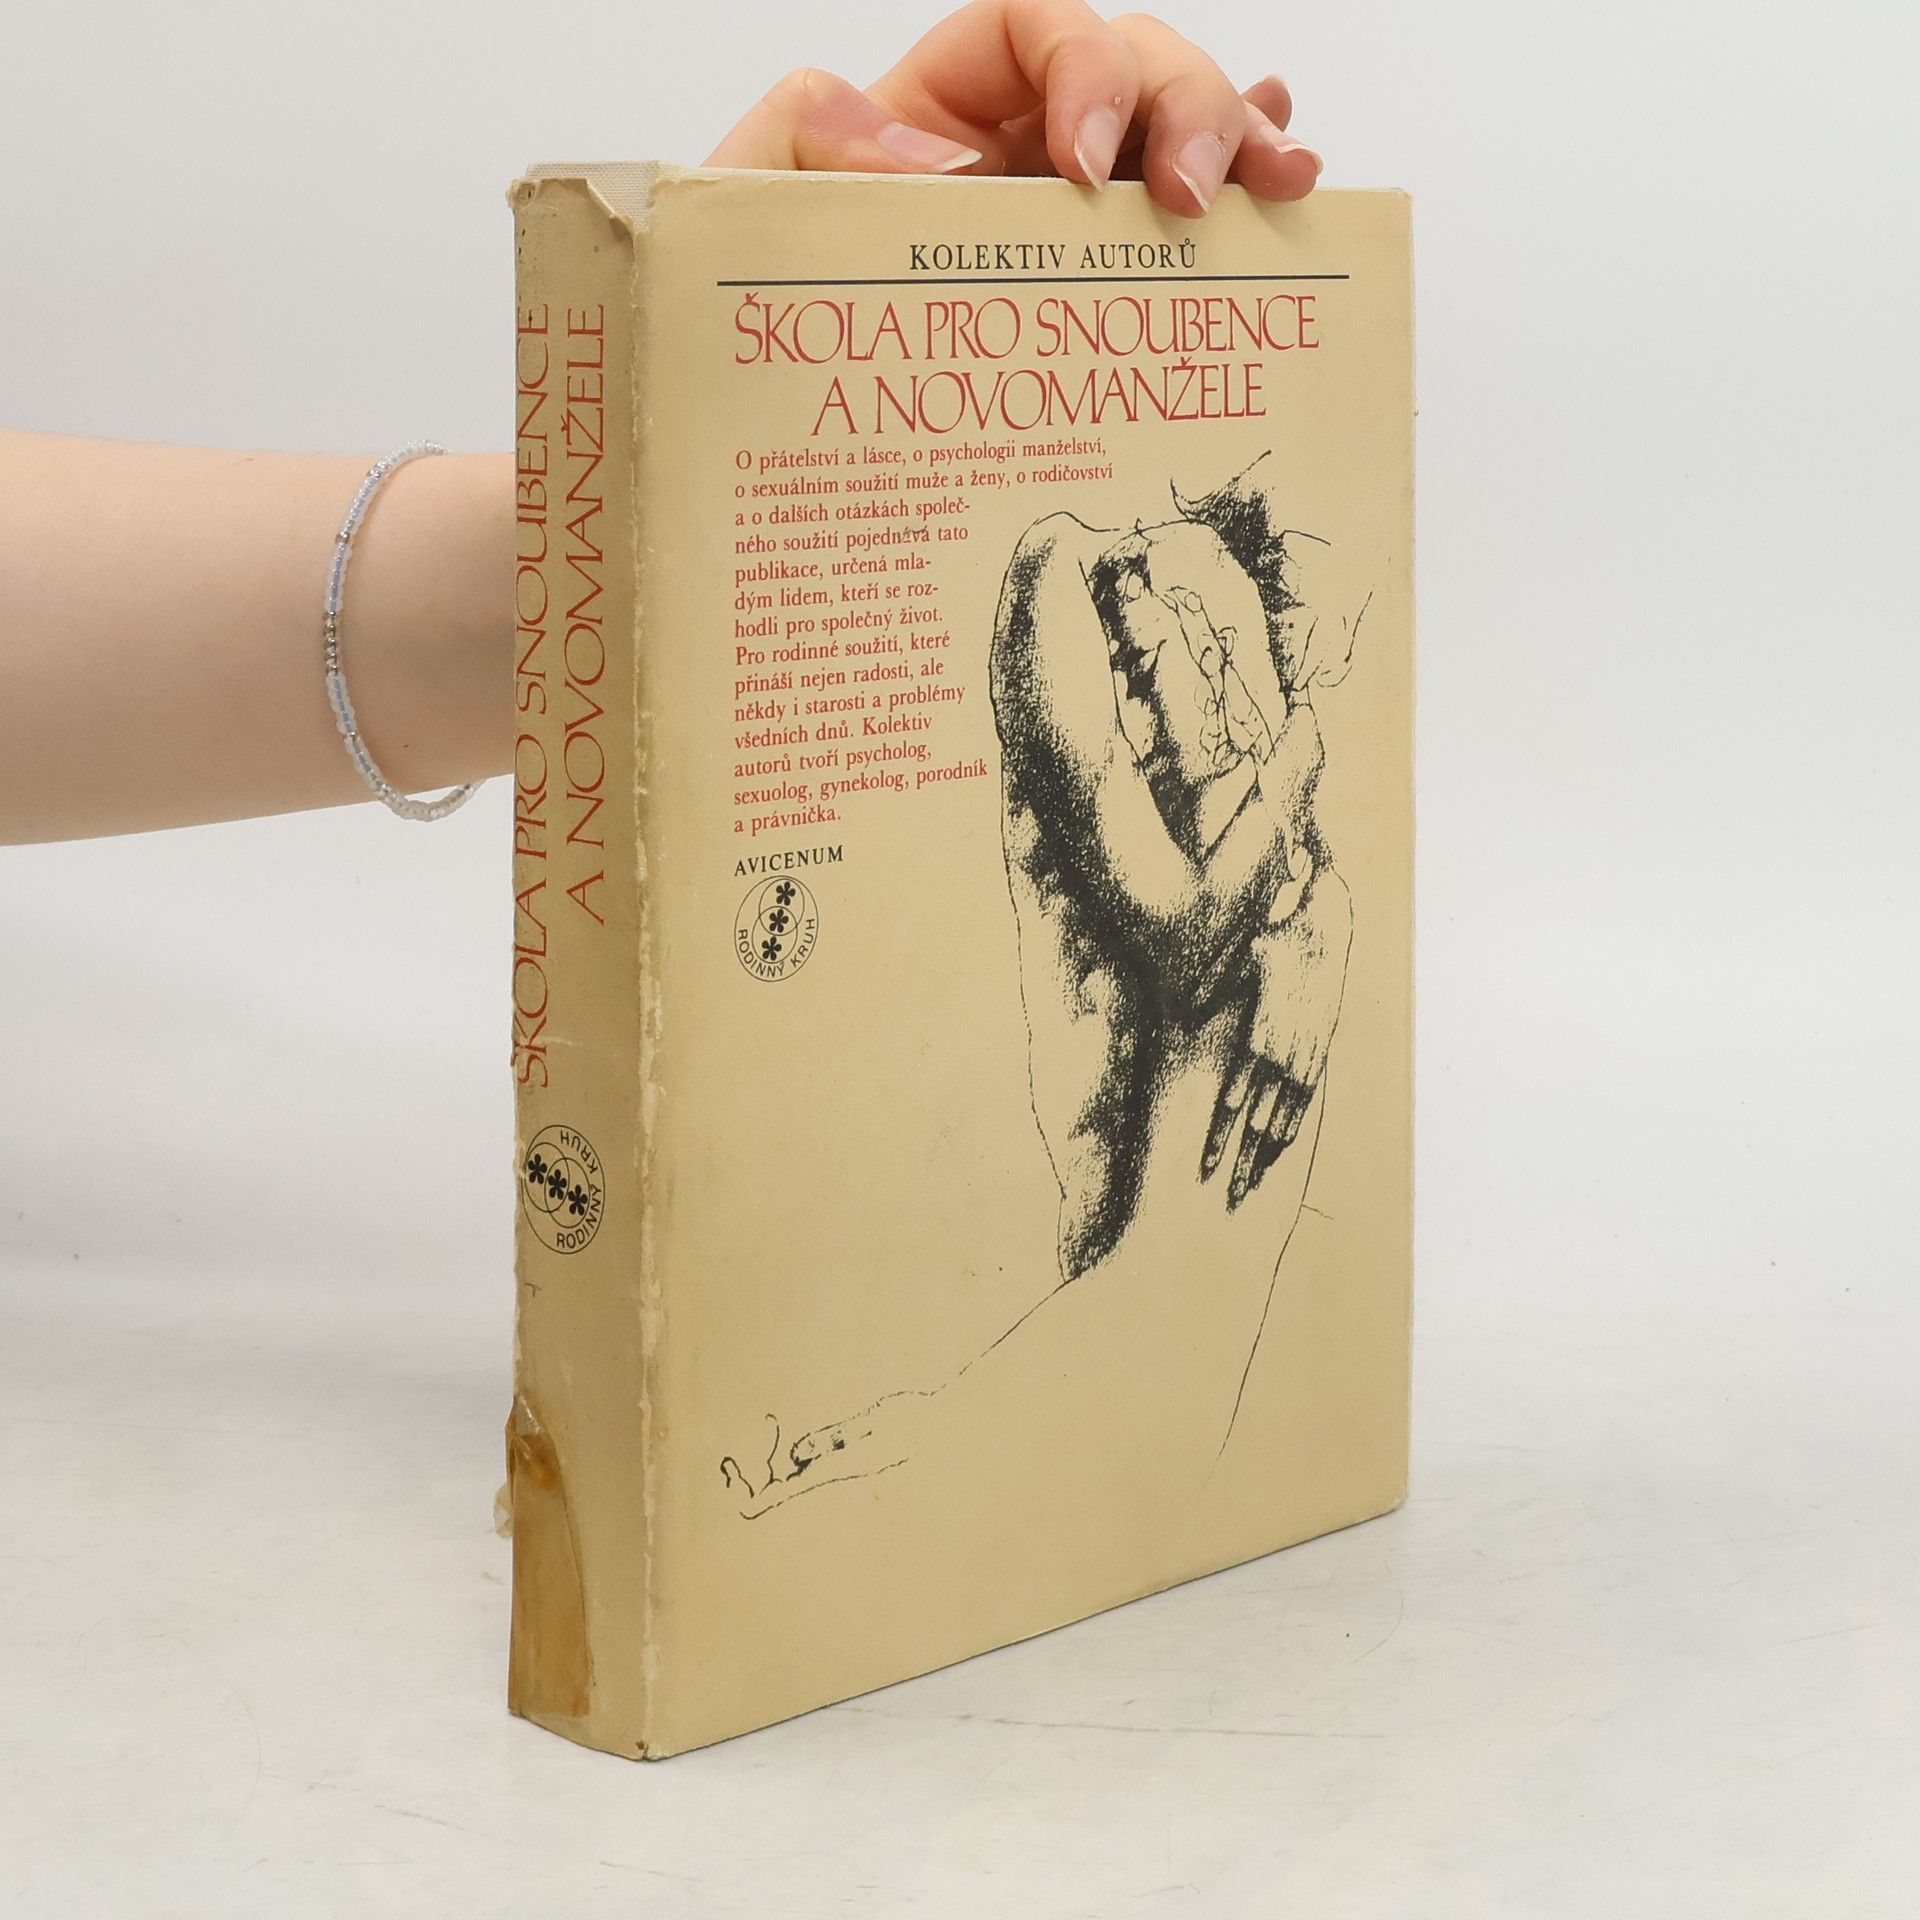 KOLEKTIV AUTORŮ
ŠKOLA PRO SNOUBENCE
A NOVOMANŽELE
O přátelství a lásce, o psychologii manželství,
o sexuálním soužití muže a ženy, o rodičovství
a o dalších otázkách společ-
ného soužití pojednává tato
publikace, určená mla-
dým lidem, kteří se roz-
hodli pro společný život.
Pro rodinné soužití, které
přináší nejen radosti, ale
někdy i starosti a problémy
všedních dnů. Kolektiv
autorů tvoří psycholog,
sexuolog, gynekolog, porodník
a právnička.
AVICENUM
RODINNÝ KRUH
ŠKOLA PRO SNOUBENCE
A NOVOMANŽELE
RODINNÝ KRUH